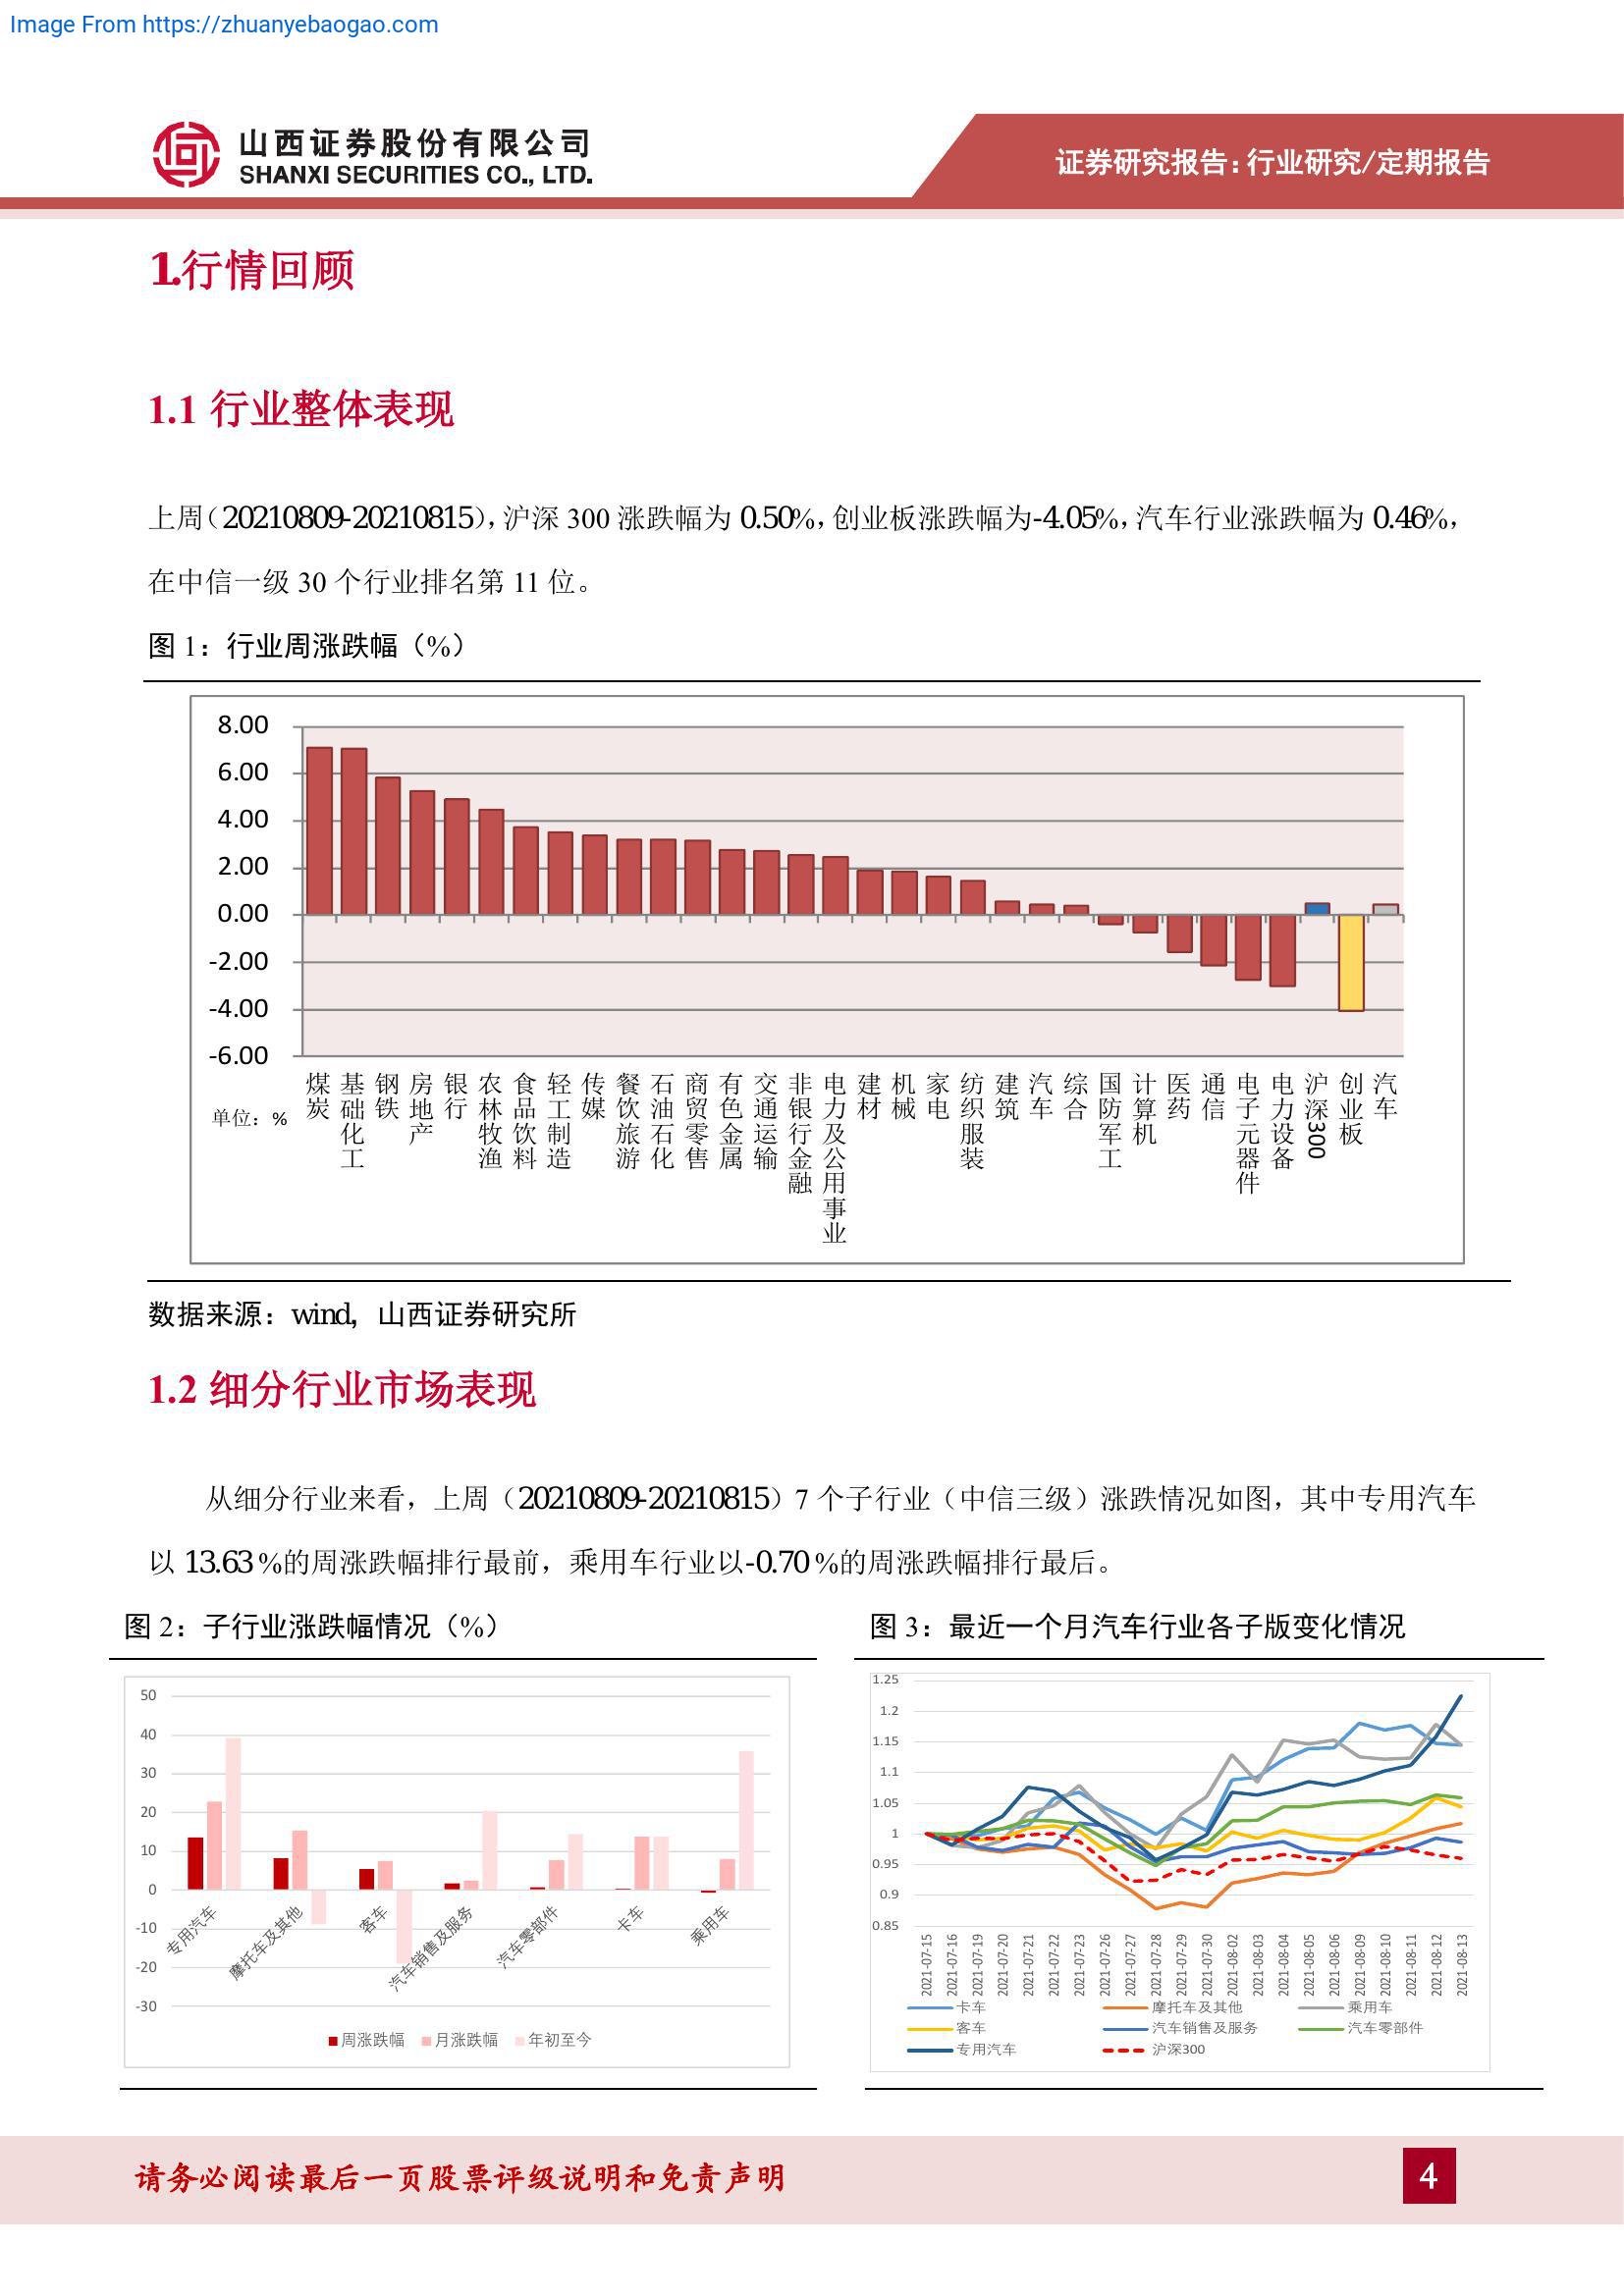 Image From https://zhuanyebaogao.com
山西证券股份有限公司
SHANXI SECURITIES CO., LTD.
证券研究报告：行业研究/定期报告
1.行情回顾
1.1 行业整体表现
上周（20210809-20210815），沪深 300 涨跌幅为 0.50%，创业板涨跌幅为-4.05%，汽车行业涨跌幅为 0.46%，
在中信一级 30 个行业排名第 11 位。
图 1：行业周涨跌幅（%）
8.00
6.00
4.00
2.00
0.00
-2.00
-4.00
-6.00
单位：%
煤炭
基础化工
钢铁
房地产
银行
农林牧渔
食品饮料
轻工制造
传媒
餐饮旅游
石油石化
商贸零售
有色金属
交通运输
非银行金融
电力及公用事业
建材
机械
家电
纺织服装
建筑
汽车
综合
国防军工
计算机
医药
通信
电子元器件
电力设备
沪深300
创业板
汽车
数据来源：wind，山西证券研究所
1.2 细分行业市场表现
从细分行业来看，上周（20210809-20210815）7 个子行业（中信三级）涨跌情况如图，其中专用汽车
以 13.63 %的周涨跌幅排行最前，乘用车行业以-0.70 %的周涨跌幅排行最后。
图 2：子行业涨跌幅情况（%）
50
40
30
20
10
0
-10
-20
-30
专用汽车
摩托车及其他
客车
汽车销售及服务
汽车零部件
卡车
乘用车
周涨跌幅 月涨跌幅 年初至今
图 3：最近一个月汽车行业各子版变化情况
1.25
1.2
1.15
1.1
1.05
1
0.95
0.9
0.85
2021-07-15
2021-07-16
2021-07-19
2021-07-20
2021-07-21
2021-07-22
2021-07-23
2021-07-26
2021-07-27
2021-07-28
2021-07-29
2021-07-30
2021-08-02
2021-08-03
2021-08-04
2021-08-05
2021-08-06
2021-08-09
2021-08-10
2021-08-11
2021-08-12
2021-08-13
卡车 摩托车及其他 乘用车
客车 汽车销售及服务 汽车零部件
专用汽车 沪深300
请务必阅读最后一页股票评级说明和免责声明
4